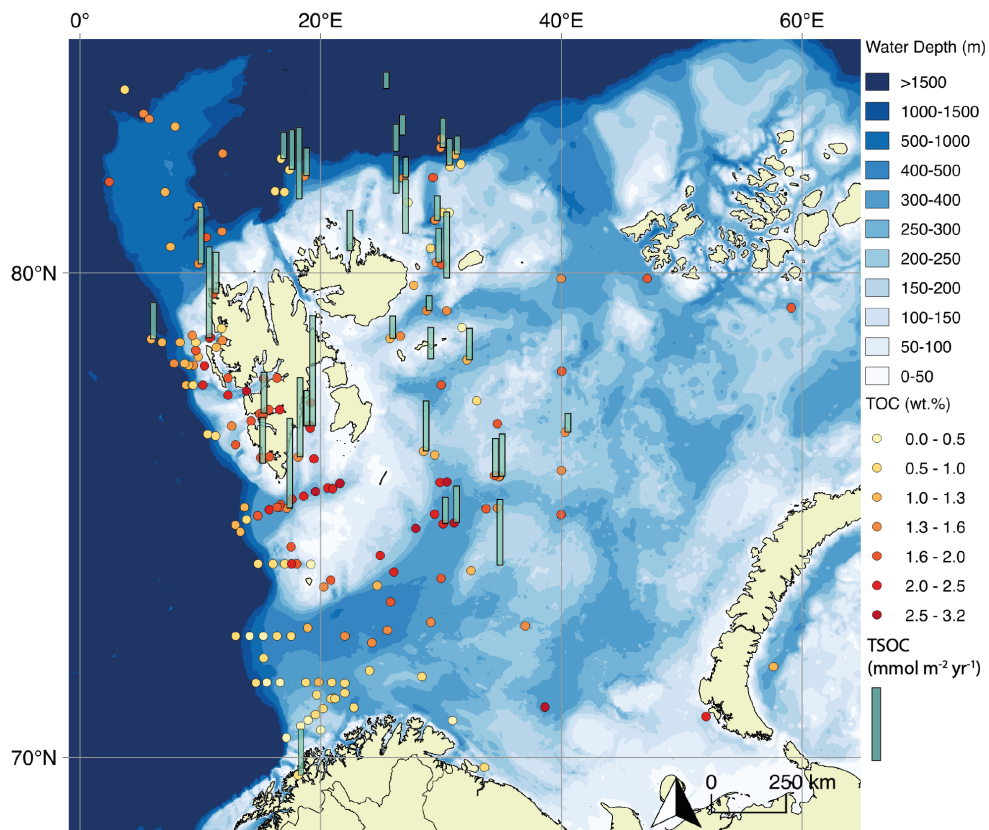 0° 20°E 40°E 60°E
80°N
70°N
0 250 km
Water Depth (m)
>1500
1000-1500
500-1000
400-500
300-400
250-300
200-250
150-200
100-150
50-100
0-50
TOC (wt.%)
0.0 - 0.5
0.5 - 1.0
1.0 - 1.3
1.3 - 1.6
1.6 - 2.0
2.0 - 2.5
2.5 - 3.2
TSOC
(mmol m⁻² yr⁻¹)